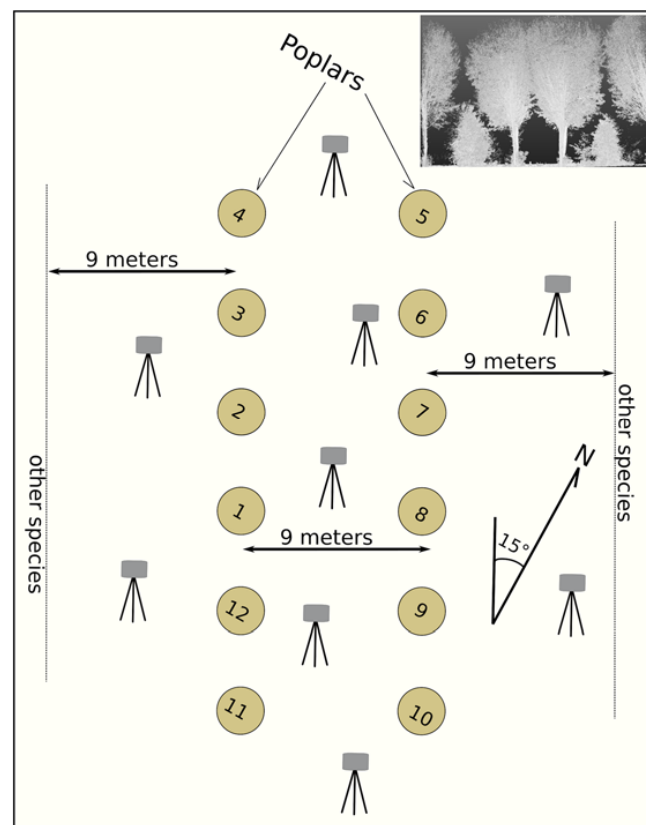 Poplars
4
5
9 meters
3
6
9 meters
2
7
other species
other species
N
1
8
15°
9 meters
12
9
11
10